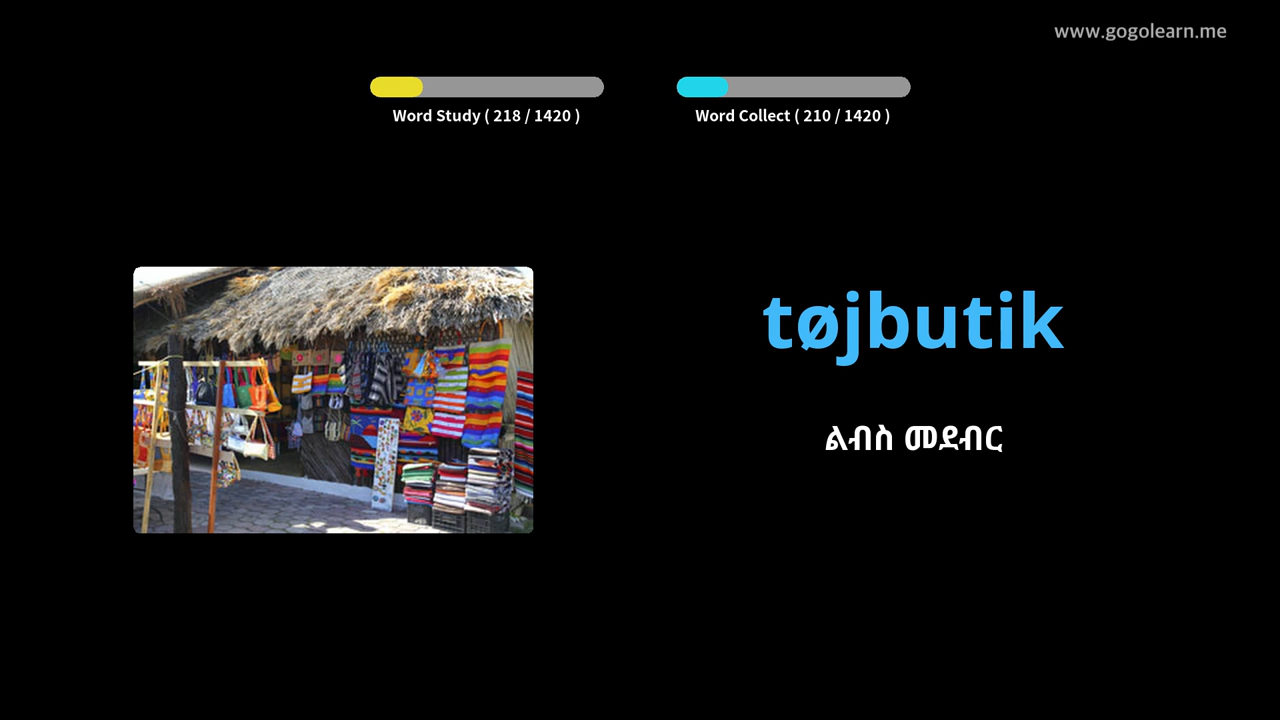 www.gogolearn.me
Word Study ( 218 / 1420 )
Word Collect ( 210 / 1420 )
tøjbutik
ልብስ መደብር